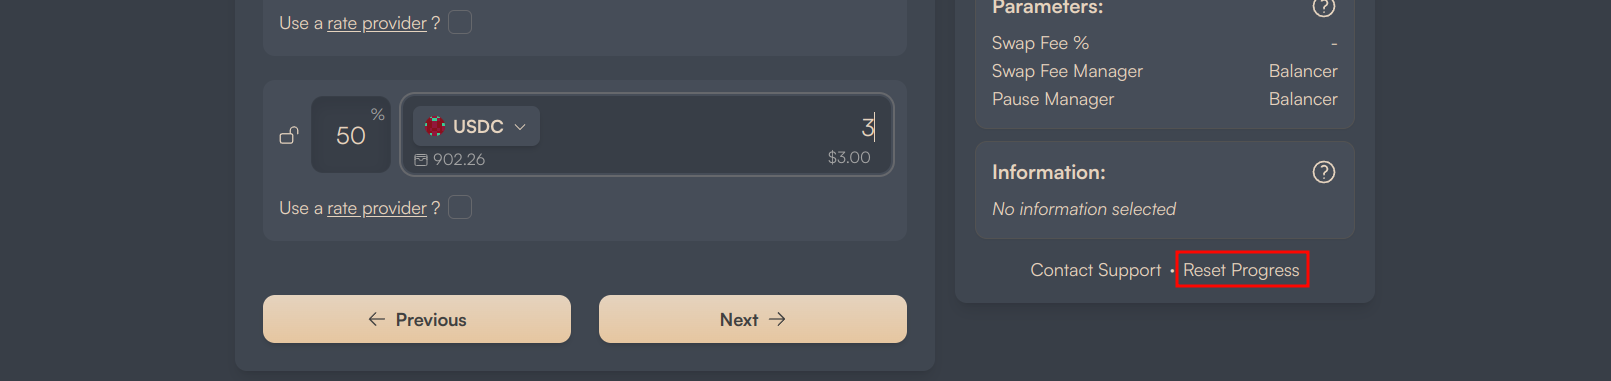 Use a rate provider ?
%
50
USDC
3
902.26
$3.00
Use a rate provider ?
Previous
Next
Parameters:
?
Swap Fee % -
Swap Fee Manager Balancer
Pause Manager Balancer
Information:
?
No information selected
Contact Support • Reset Progress